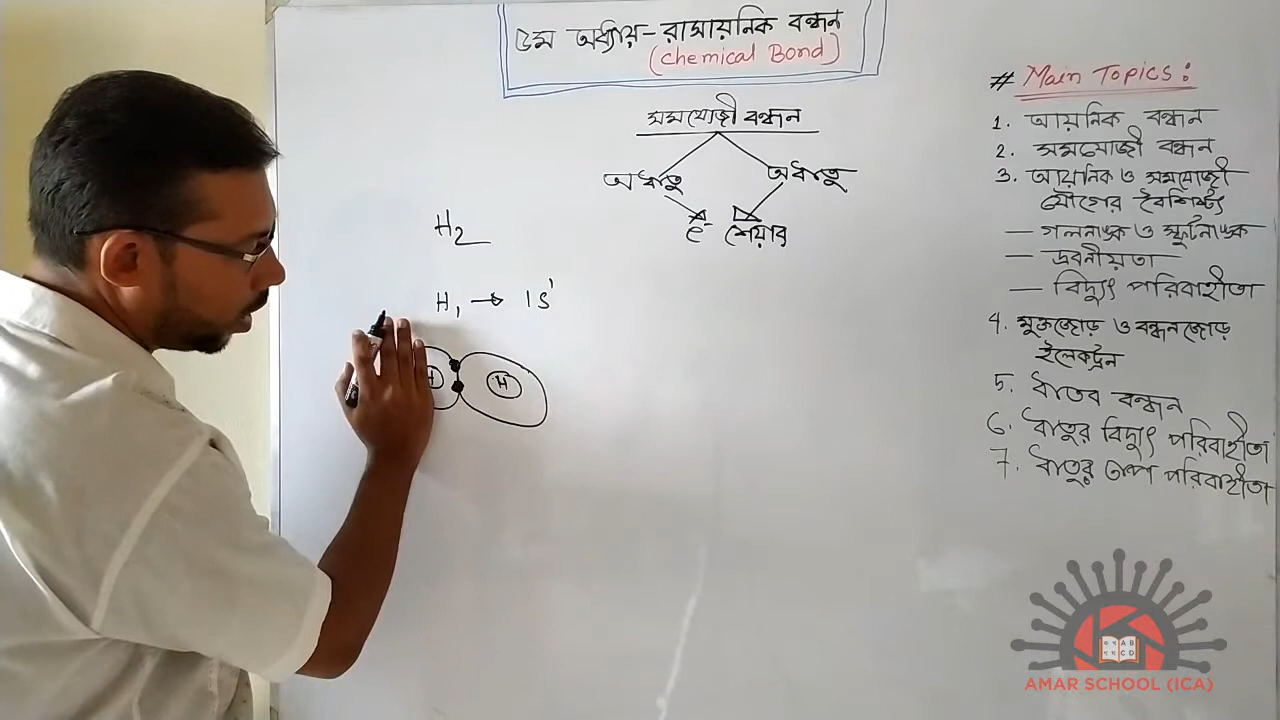 ৫ম অধ্যায় - রাসায়নিক বন্ধন
(Chemical Bond)
সমযোজী বন্ধন
অধাতু অধাতু
e- শেয়ার
H2
H1 → 1s1
H H
# Main Topics:
1. আয়নিক বন্ধন
2. সমযোজী বন্ধন
3. আয়নিক ও সমযোজী
যৌগের বৈশিষ্ট্য
— গলনাঙ্ক ও স্ফুটনাঙ্ক
— দ্রবনীয়তা
— বিদ্যুৎ পরিবাহীতা
4. মুক্তজোড় ও বন্ধনজোড়
ইলেকট্রন
5. ধাতব বন্ধন
6. ধাতুর বিদ্যুৎ পরিবাহীতা
7. ধাতুর তাপ পরিবাহীতা
AMAR SCHOOL (ICA)